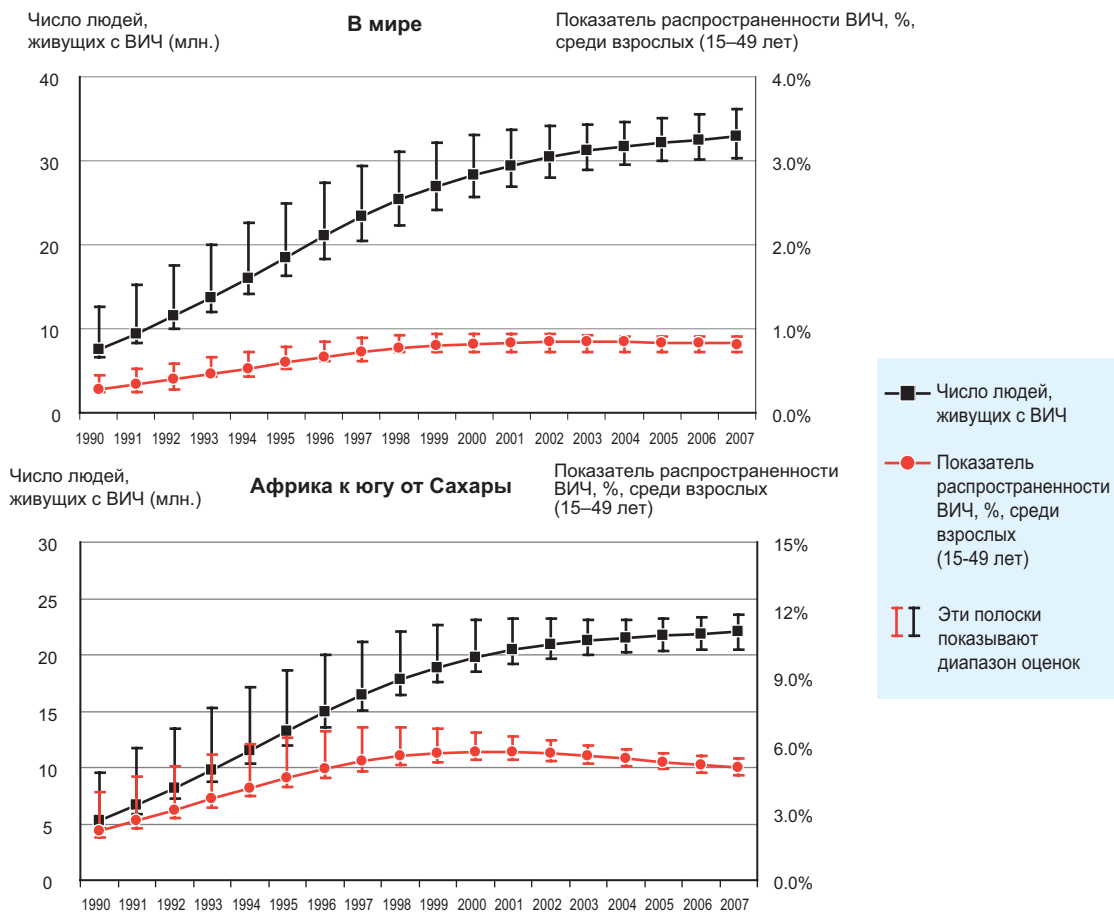 Число людей,
живущих с ВИЧ (млн.)
В мире
Показатель распространенности ВИЧ, %,
среди взрослых (15–49 лет)
40
30
20
10
0
4.0%
3.0%
2.0%
1.0%
0.0%
1990 1991 1992 1993 1994 1995 1996 1997 1998 1999 2000 2001 2002 2003 2004 2005 2006 2007
Число людей,
живущих с ВИЧ (млн.)
Африка к югу от Сахары
Показатель распространенности
ВИЧ, %, среди взрослых
(15–49 лет)
30
25
20
15
10
5
0
15%
12%
9.0%
6.0%
3.0%
0.0%
1990 1991 1992 1993 1994 1995 1996 1997 1998 1999 2000 2001 2002 2003 2004 2005 2006 2007
Число людей,
живущих с ВИЧ
Показатель
распространенности
ВИЧ, %, среди
взрослых
(15-49 лет)
Эти полоски
показывают
диапазон оценок